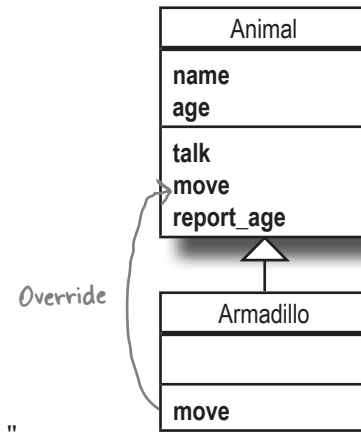 Animal
name
age
talk
move
report_age
Override
Armadillo
move
"